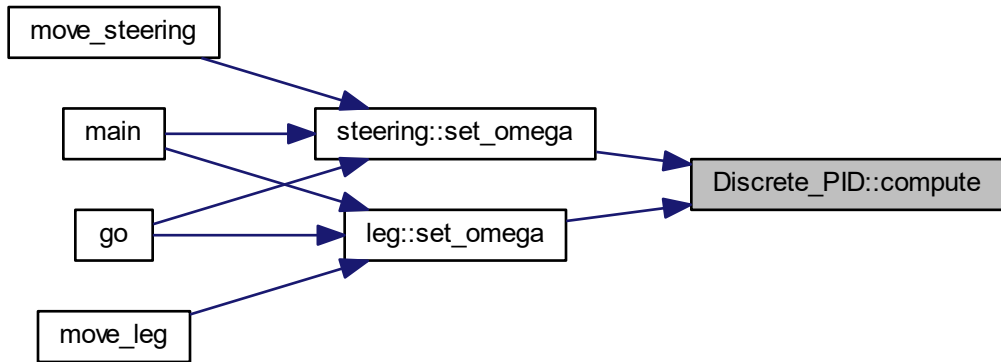 move_steering
main
steering::set_omega
Discrete_PID::compute
go
leg::set_omega
move_leg